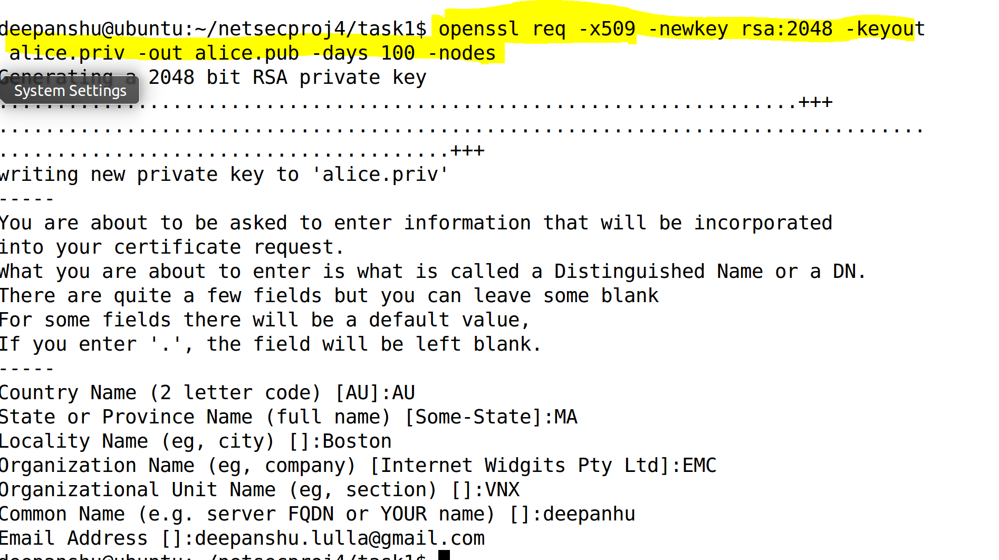 deepanshu@ubuntu:~/netsecproj4/task1$ openssl req -x509 -newkey rsa:2048 -keyout
alice.priv -out alice.pub -days 100 -nodes
Generating a 2048 bit RSA private key
System Settings
.....................................................................+++
................................................................................
.......................................+++
writing new private key to 'alice.priv'
-----
You are about to be asked to enter information that will be incorporated
into your certificate request.
What you are about to enter is what is called a Distinguished Name or a DN.
There are quite a few fields but you can leave some blank
For some fields there will be a default value,
If you enter '.', the field will be left blank.
-----
Country Name (2 letter code) [AU]:AU
State or Province Name (full name) [Some-State]:MA
Locality Name (eg, city) []:Boston
Organization Name (eg, company) [Internet Widgits Pty Ltd]:EMC
Organizational Unit Name (eg, section) []:VNX
Common Name (e.g. server FQDN or YOUR name) []:deepanhu
Email Address []:deepanshu.lulla@gmail.com
deepanshu@ubuntu:~/netsecproj4/task1$